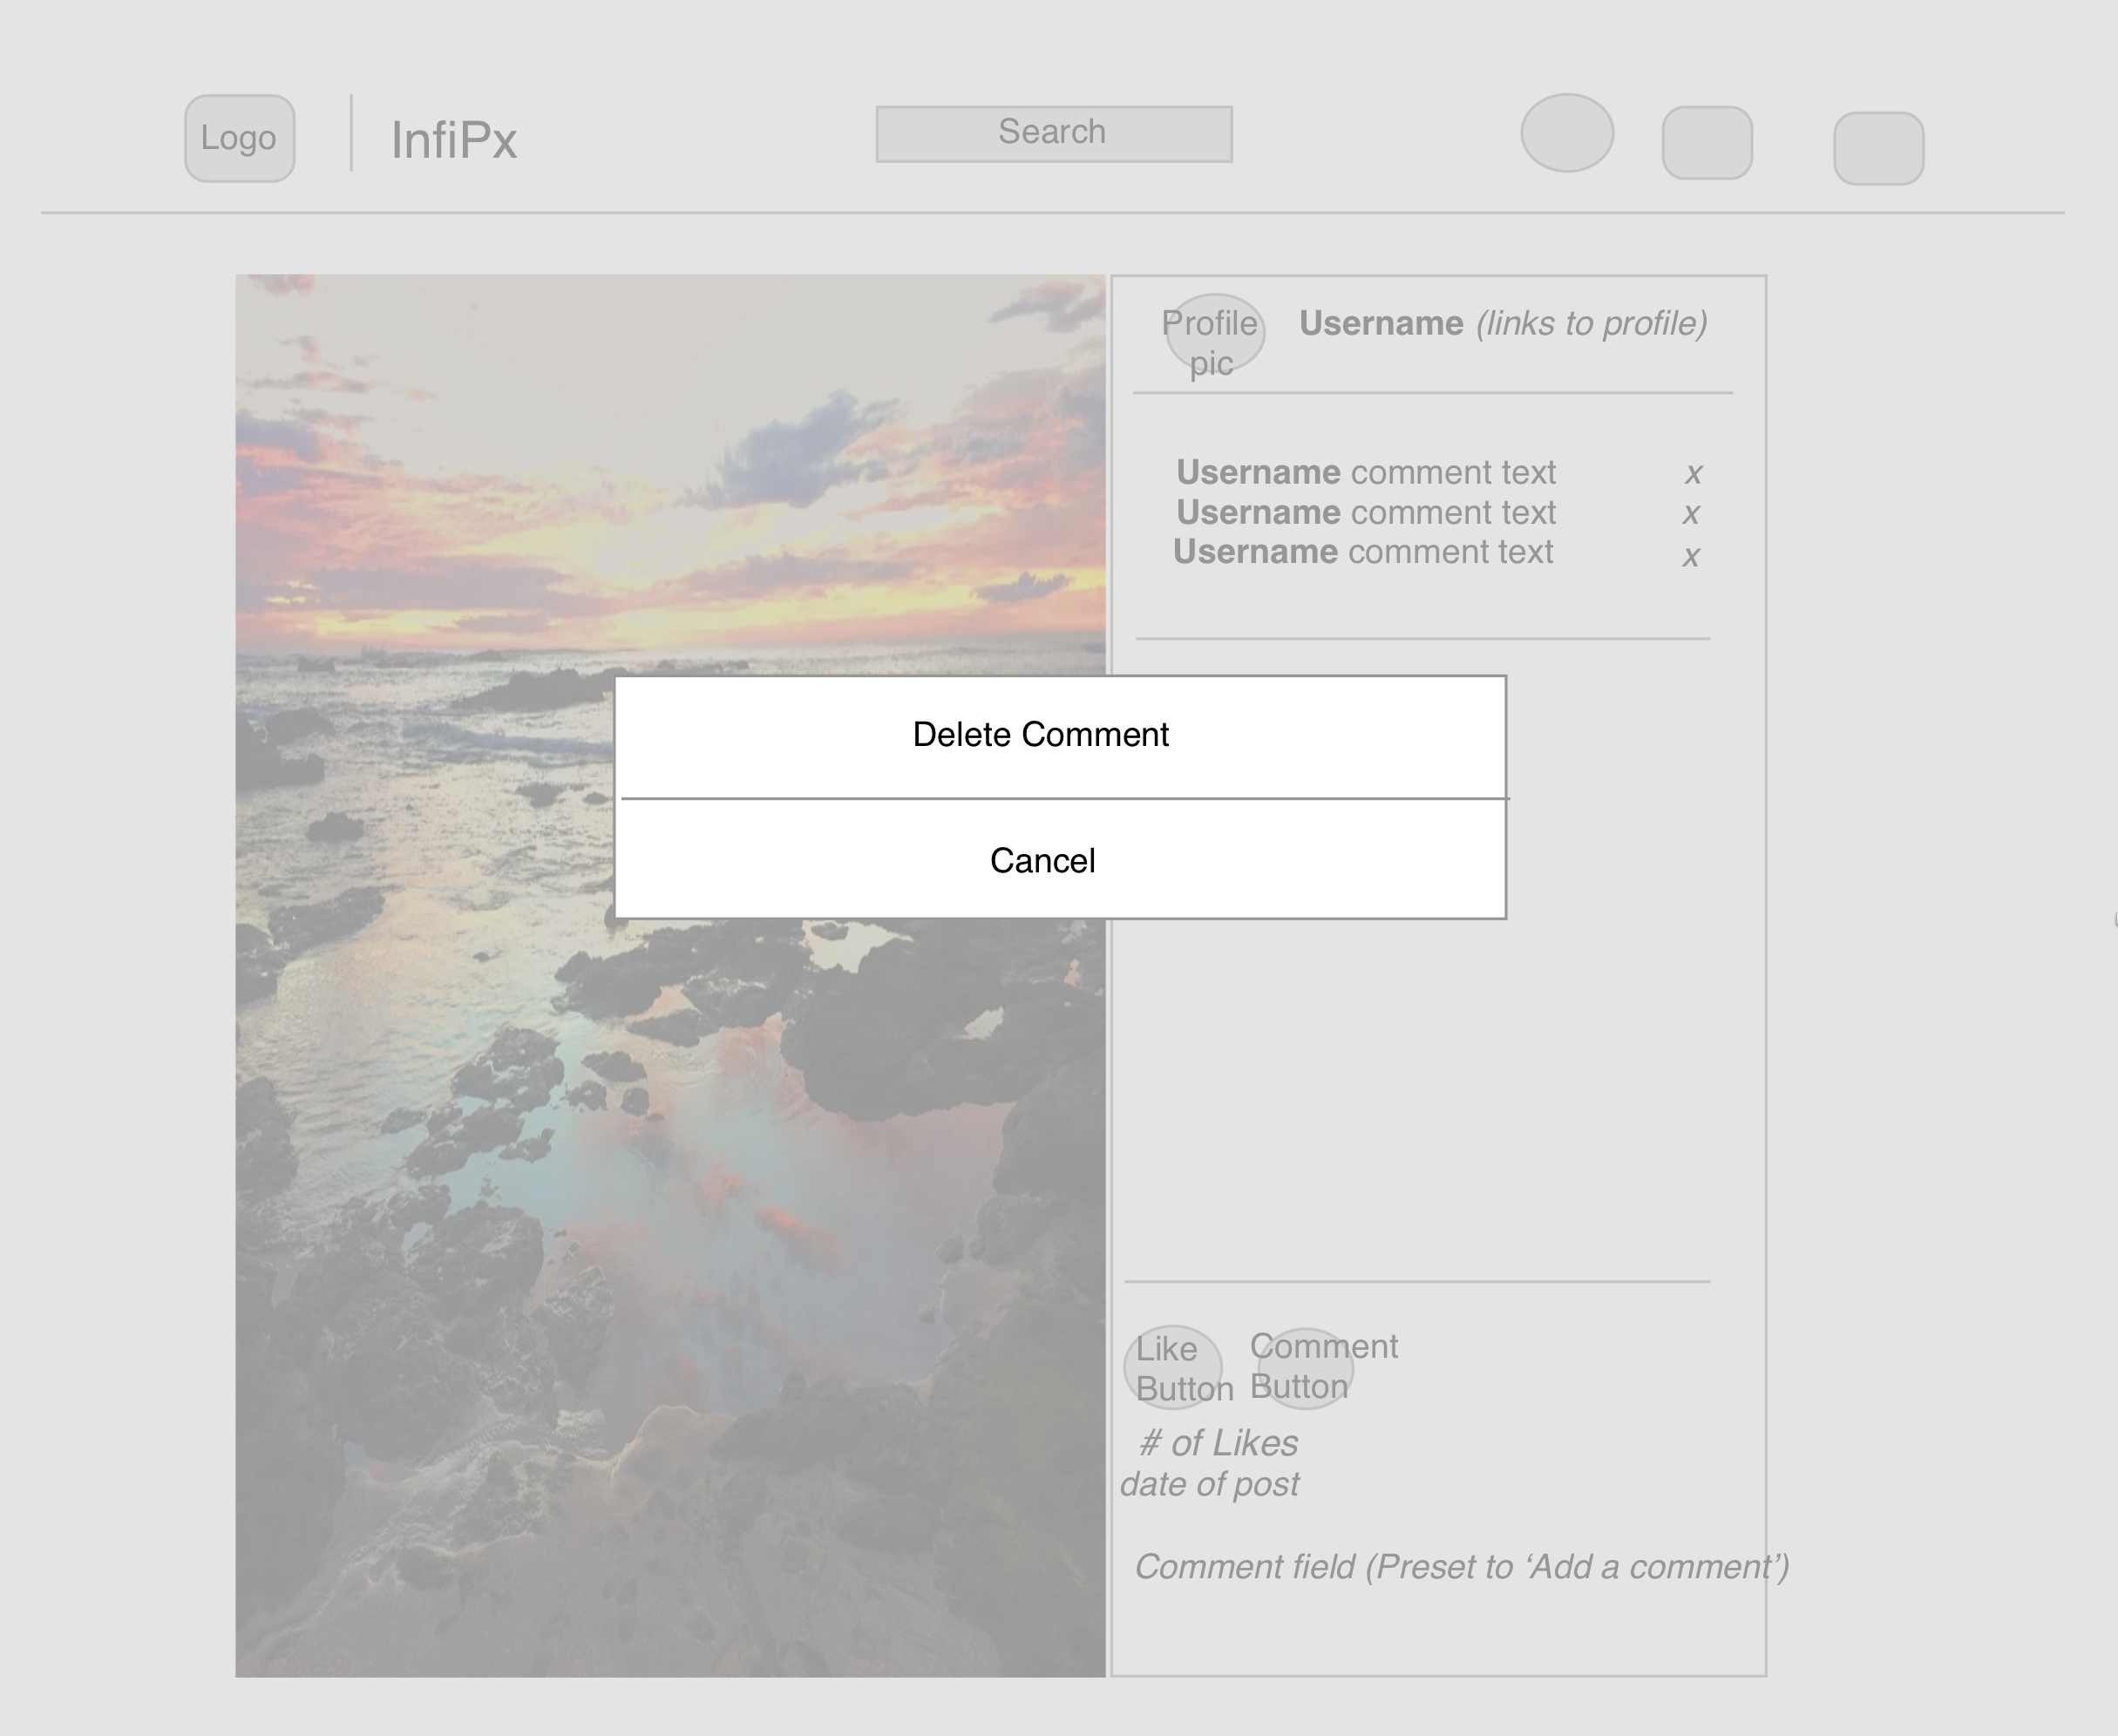 Logo
InfiPx
Search
Profile
pic
Username (links to profile)
Username comment text x
Username comment text x
Username comment text x
Delete Comment
Cancel
Like
Button
Comment
Button
# of Likes
date of post
Comment field (Preset to ‘Add a comment’)